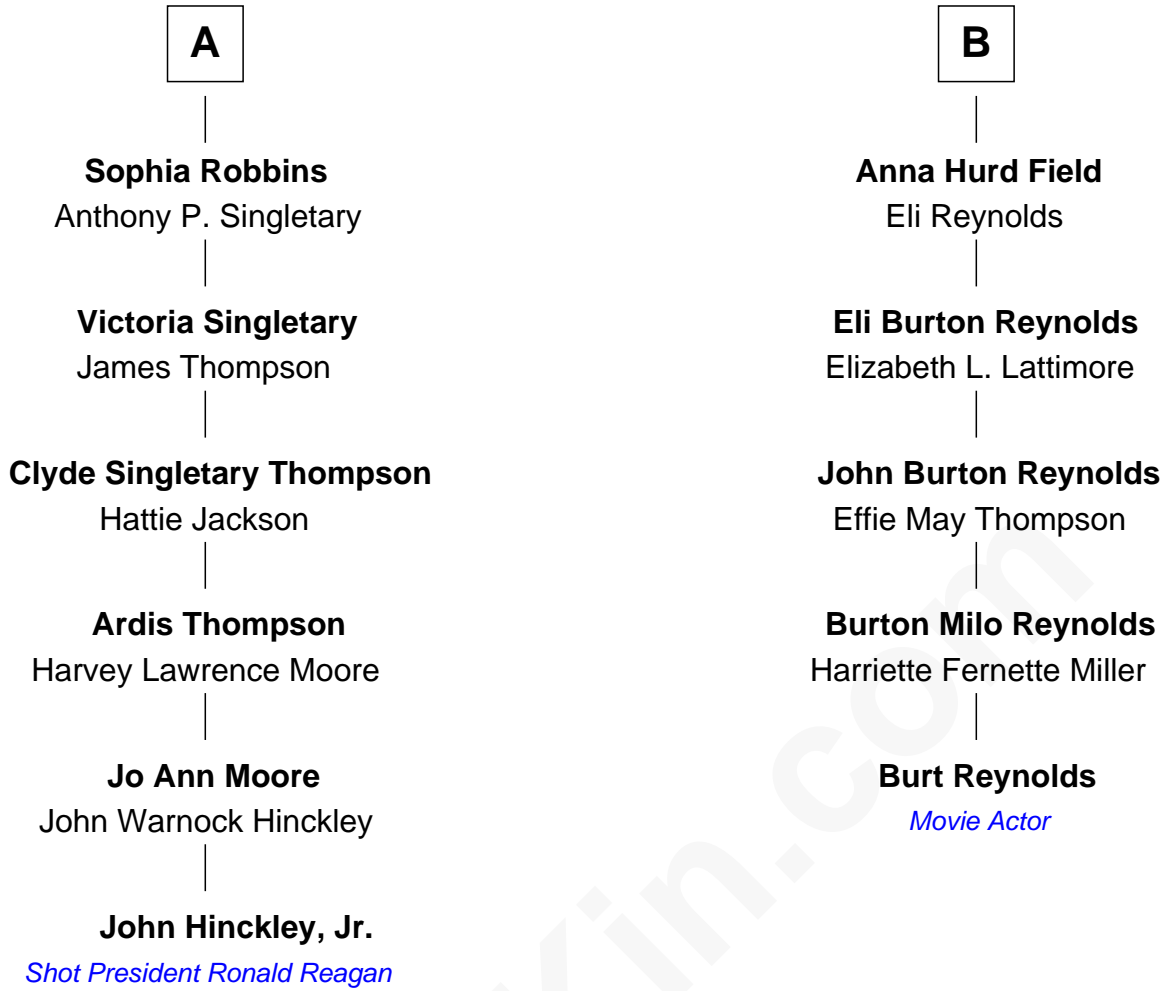 A
Sophia Robbins
Anthony P. Singletary
Victoria Singletary
James Thompson
Clyde Singletary Thompson
Hattie Jackson
Ardis Thompson
Harvey Lawrence Moore
Jo Ann Moore
John Warnock Hinckley
John Hinckley, Jr.
Shot President Ronald Reagan
B
Anna Hurd Field
Eli Reynolds
Eli Burton Reynolds
Elizabeth L. Lattimore
John Burton Reynolds
Effie May Thompson
Burton Milo Reynolds
Harriette Fernette Miller
Burt Reynolds
Movie Actor